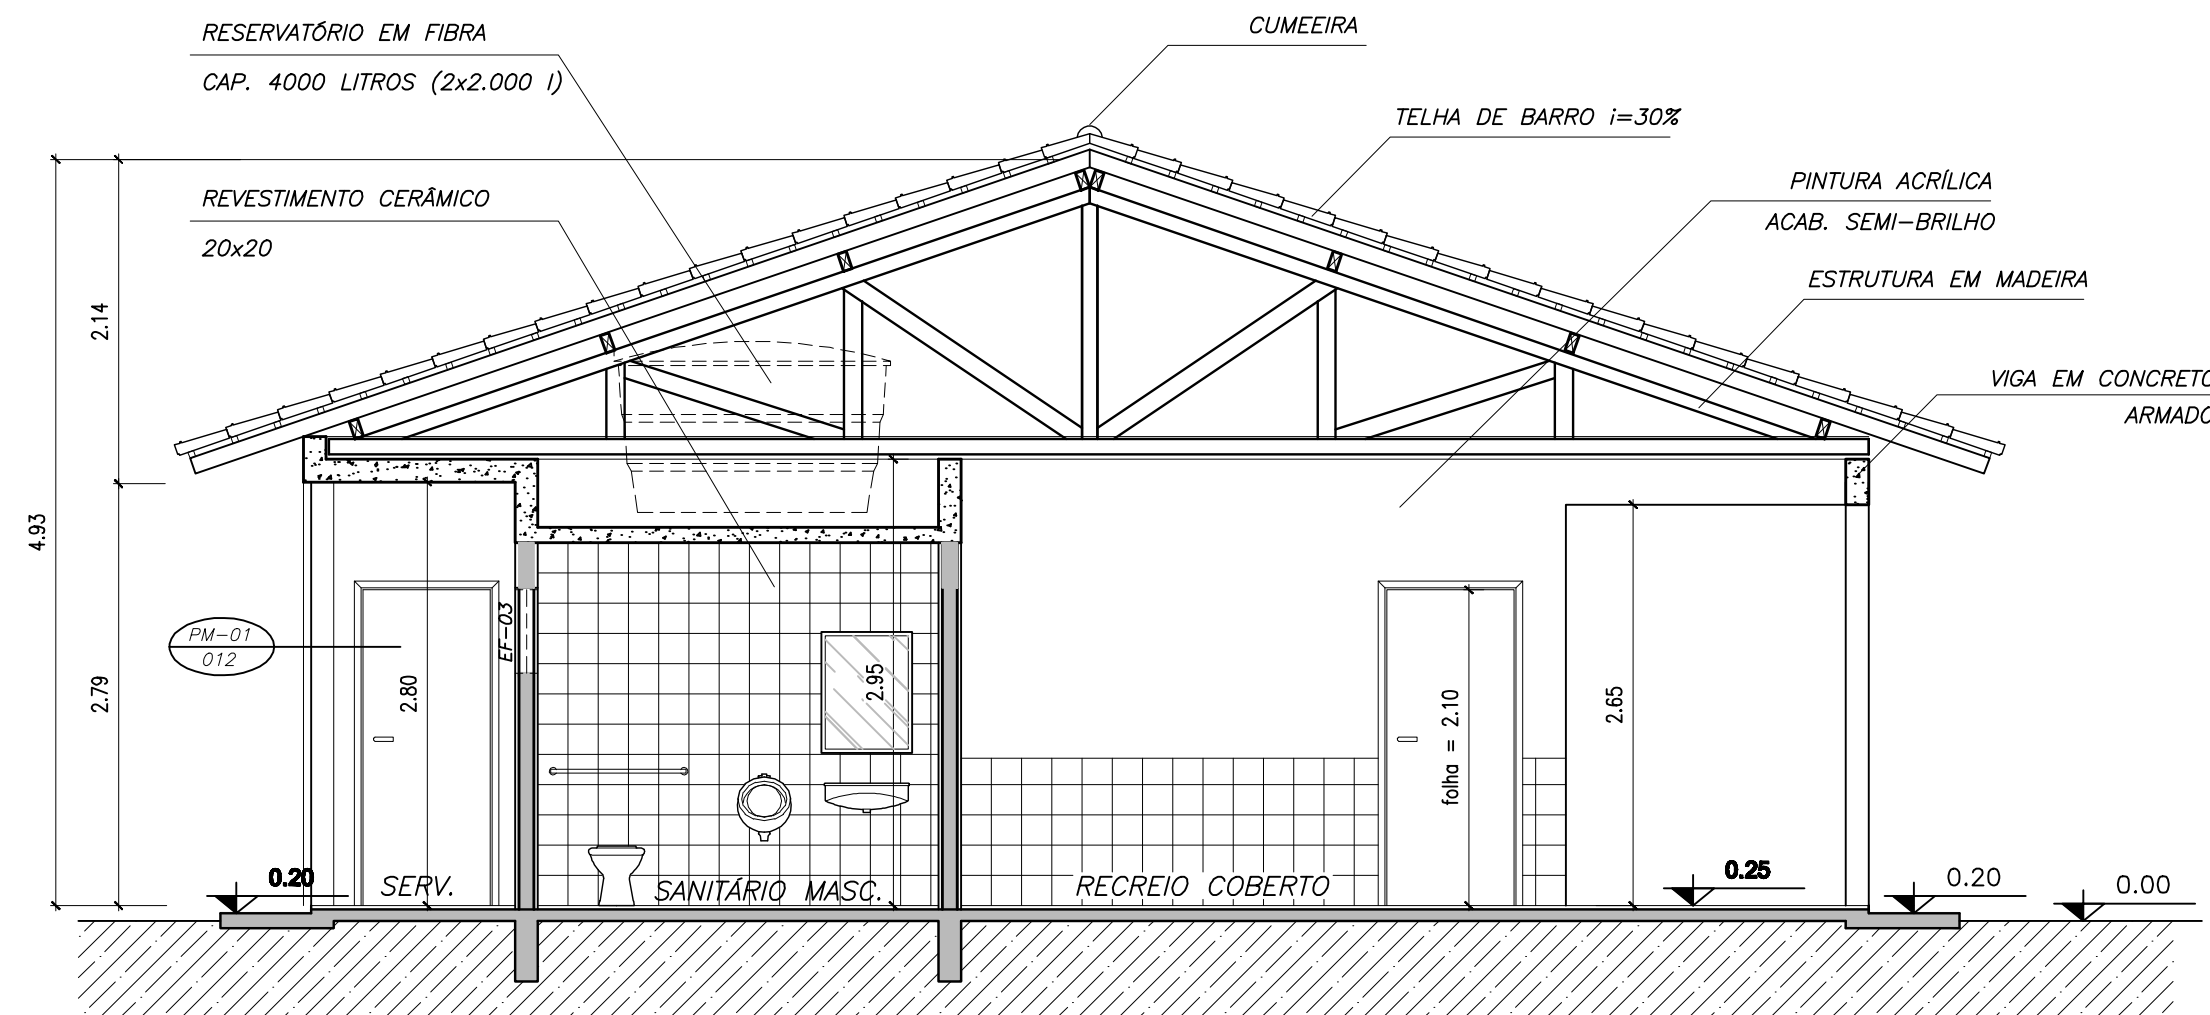 RESERVATÓRIO EM FIBRA
CAP. 4000 LITROS (2x2.000 l)
CUMEEIRA
TELHA DE BARRO i=30%
REVESTIMENTO CERÂMICO
20x20
PINTURA ACRÍLICA
ACAB. SEMI-BRILHO
ESTRUTURA EM MADEIRA
VIGA EM CONCRETO
ARMADO
2.14
4.93
2.79
PM-01
012
EF-03
2.80
2.95
folha = 2.10
2.65
0.20
SERV.
SANITÁRIO MASC.
RECREIO COBERTO
0.25
0.20
0.00